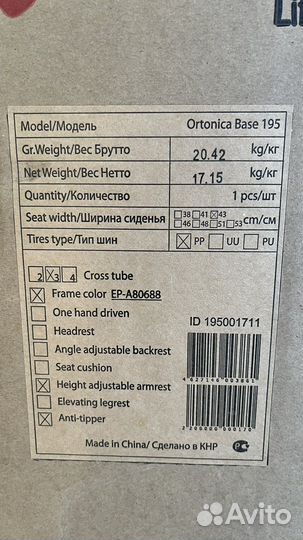 Lif
Model/Модель Ortonica Base 195
Gr.Weight/Вес Брутто 20.42 kg/кг
Net Weight/Вес Нетто 17.15 kg/кг
Quantity/Количество 1 pcs/шт
Seat width/Ширина сиденья 38 41 43 46 48 51 53 cm/см
Tires type/Тип шин PP UU PU
2 3 4 Cross tube
Frame color EP-A80688
One hand driven
Headrest
Angle adjustable backrest
Seat cushion
Height adjustable armrest
Elevating legrest
Anti-tipper
ID 195001711
4627146003861
2200000000170
Made in China/ Сделано в КНР
Avito